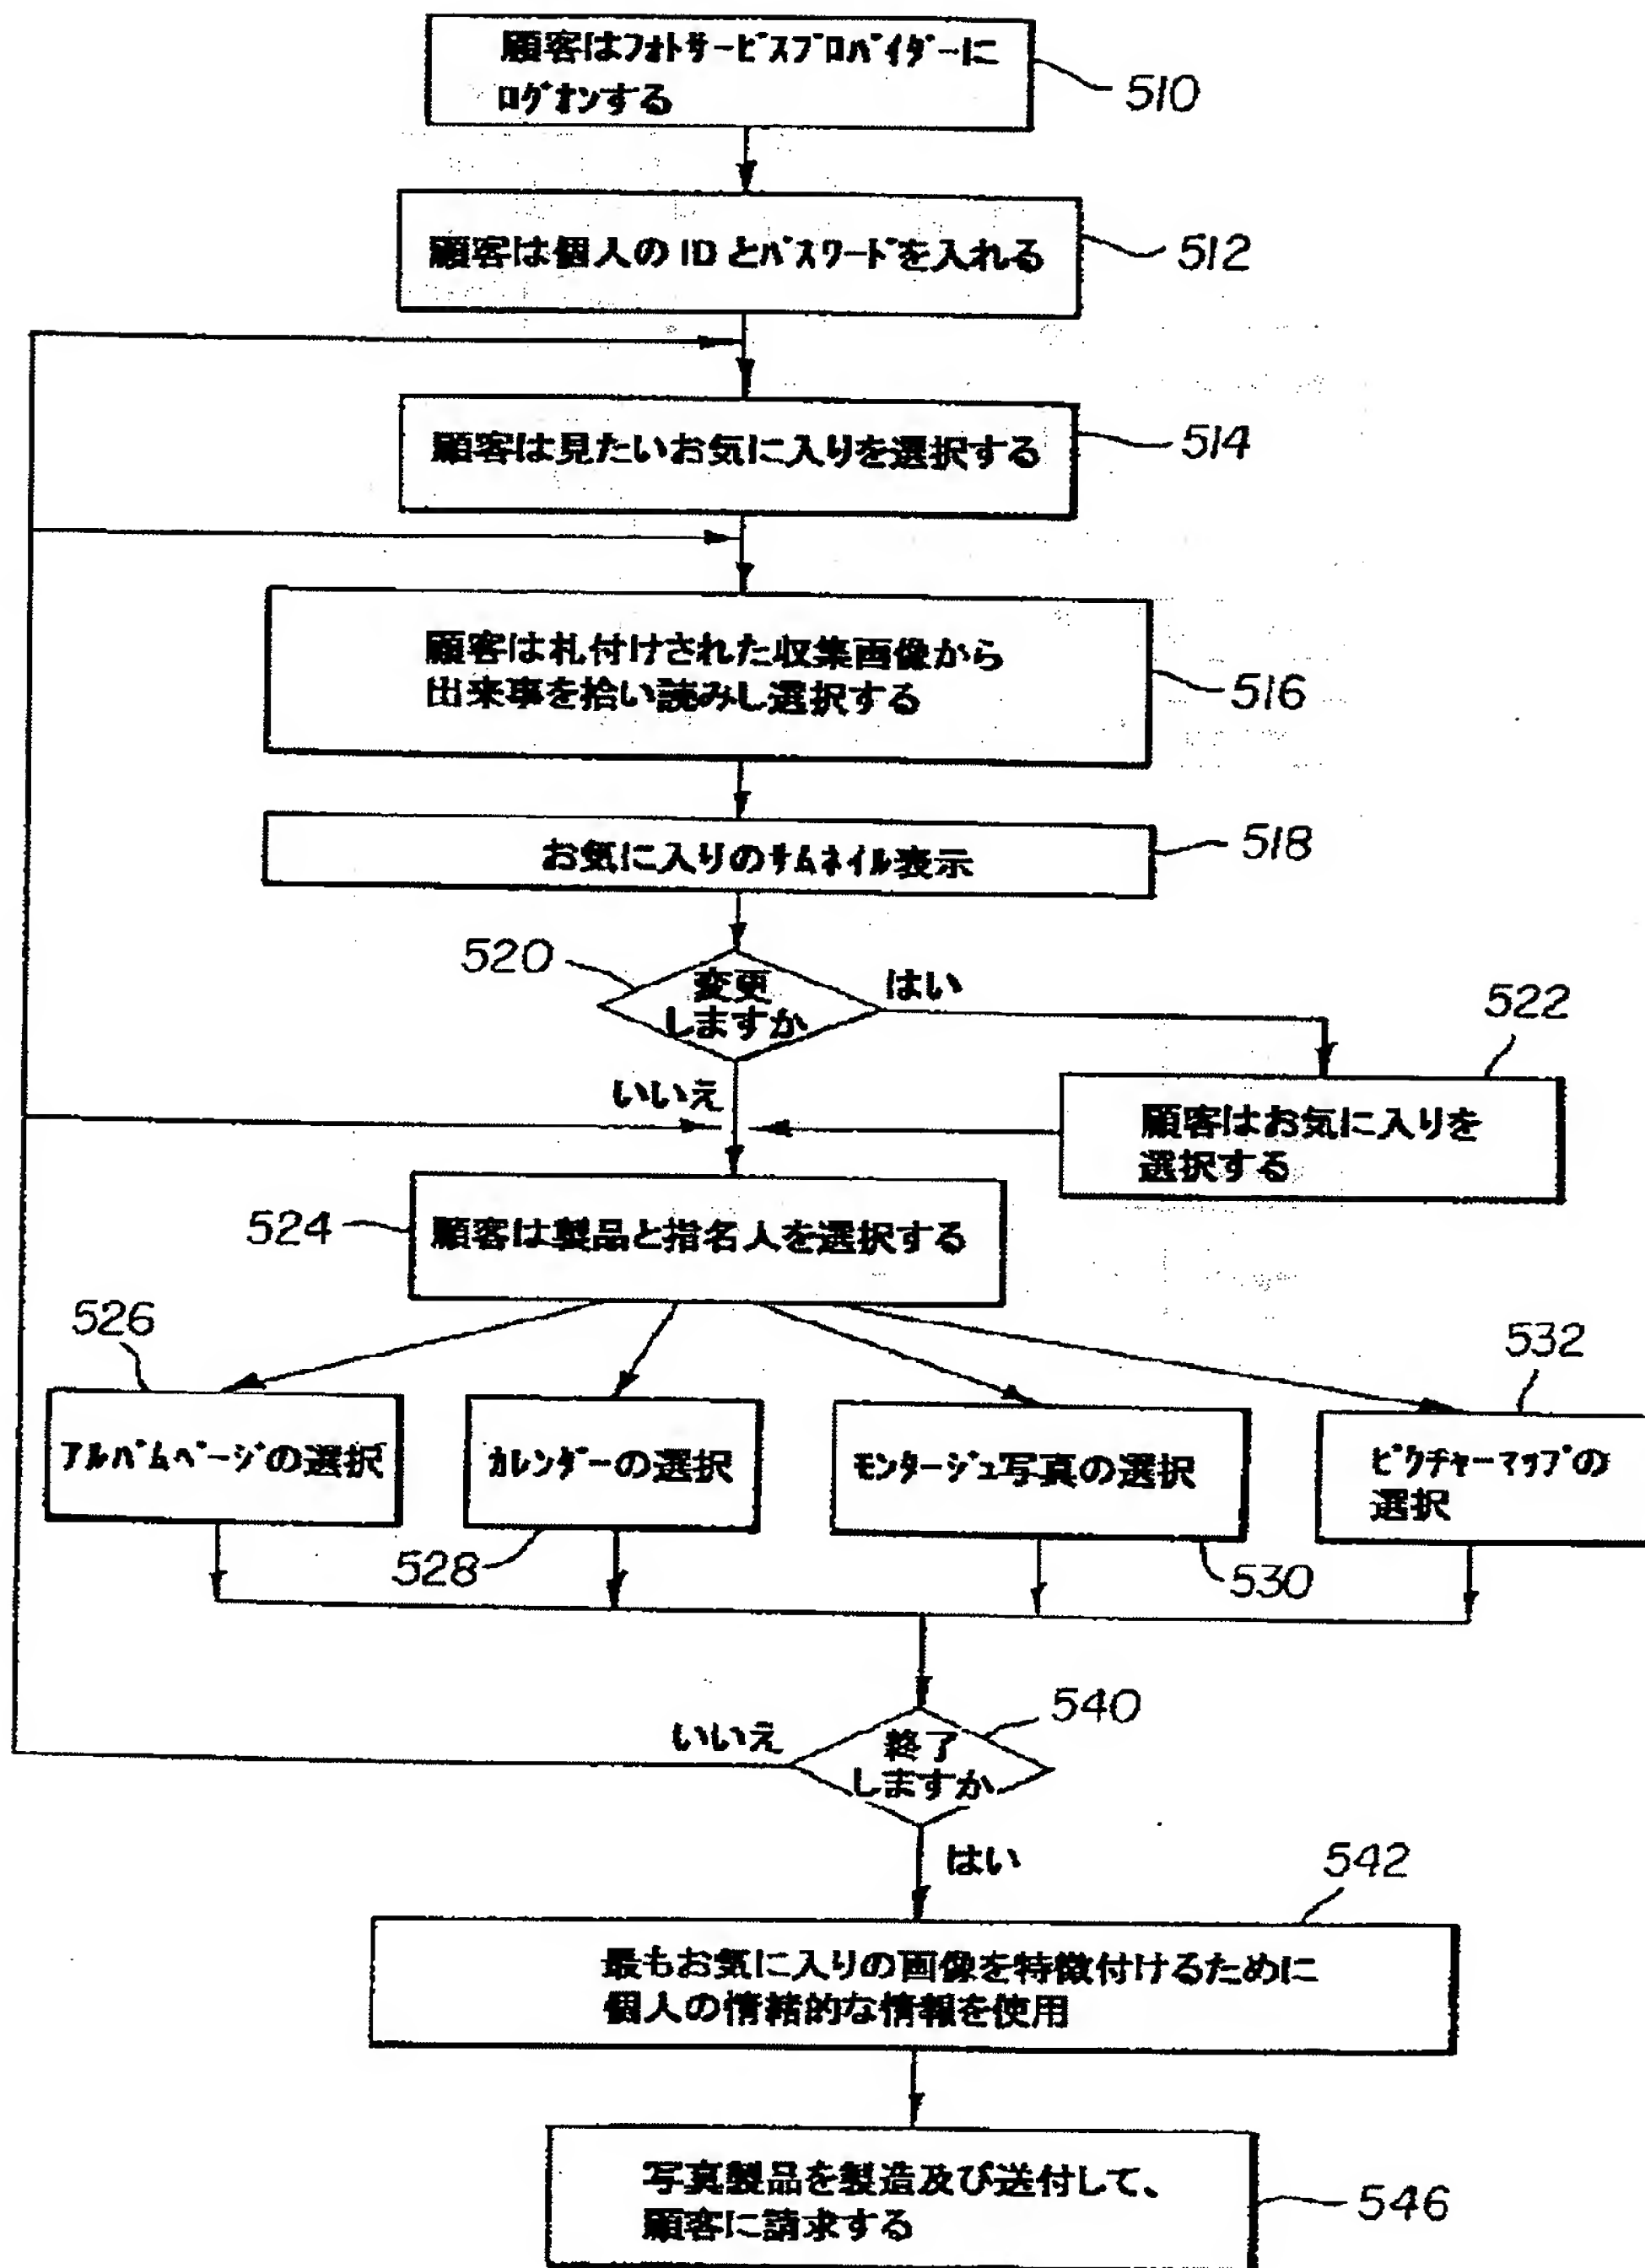 顧客はフォトサービスプロバイダーに
ログオンする
510
顧客は個人の ID とパスワードを入れる
512
顧客は見たいお気に入りを選択する
514
顧客は札付けされた収集画像から
出来事を拾い読みし選択する
516
お気に入りのサムネイル表示
518
520
変更
しますか
はい
いいえ
522
顧客はお気に入りを
選択する
524
顧客は製品と指名人を選択する
526
アルバムページの選択
カレンダーの選択
528
モンタージュ写真の選択
530
532
ピクチャーマップの
選択
540
終了
しますか
いいえ
はい
542
最もお気に入りの画像を特徴付けるために
個人の情緒的な情報を使用
写真製品を製造及び送付して、
顧客に請求する
546